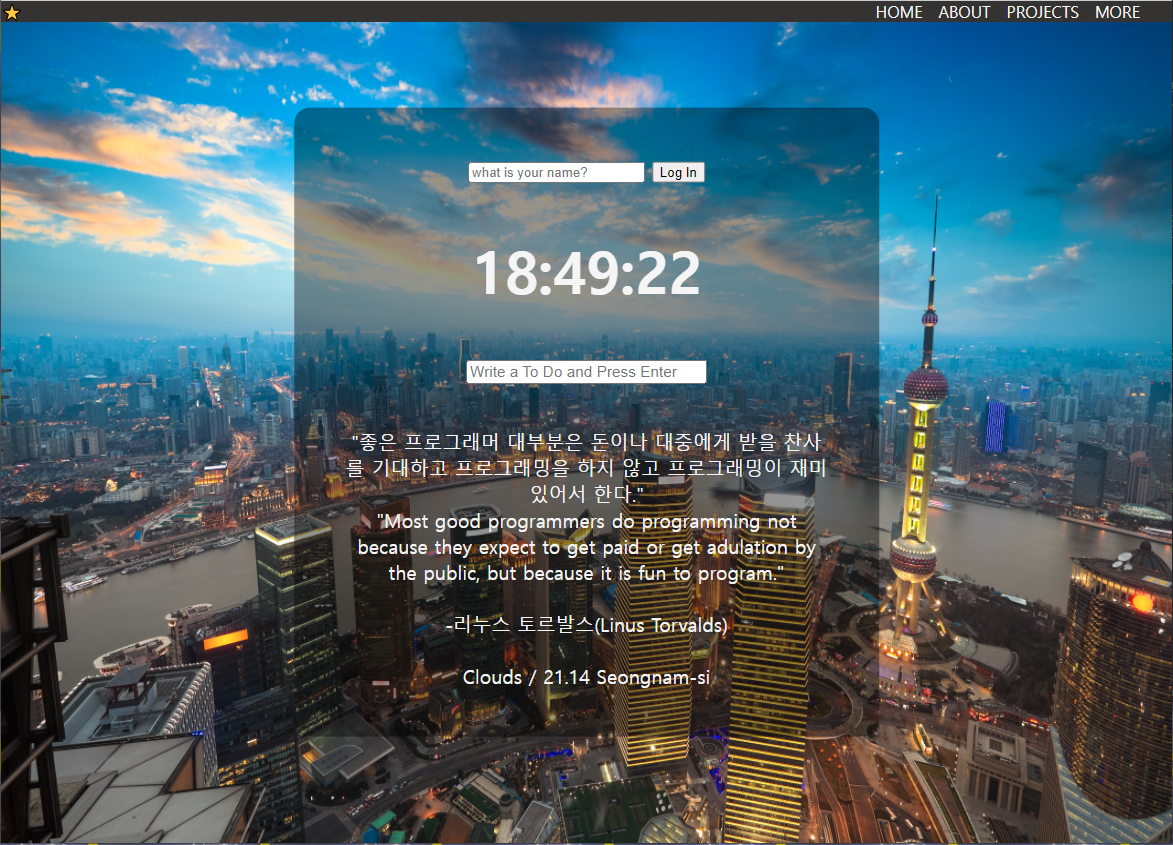 HOME ABOUT PROJECTS MORE
what is your name? Log In
18:49:22
Write a To Do and Press Enter
"좋은 프로그래머 대부분은 돈이나 대중에게 받을 찬사
를 기대하고 프로그래밍을 하지 않고 프로그래밍이 재미
있어서 한다."
"Most good programmers do programming not
because they expect to get paid or get adulation by
the public, but because it is fun to program."
-리누스 토르발스(Linus Torvalds)
Clouds / 21.14 Seongnam-si